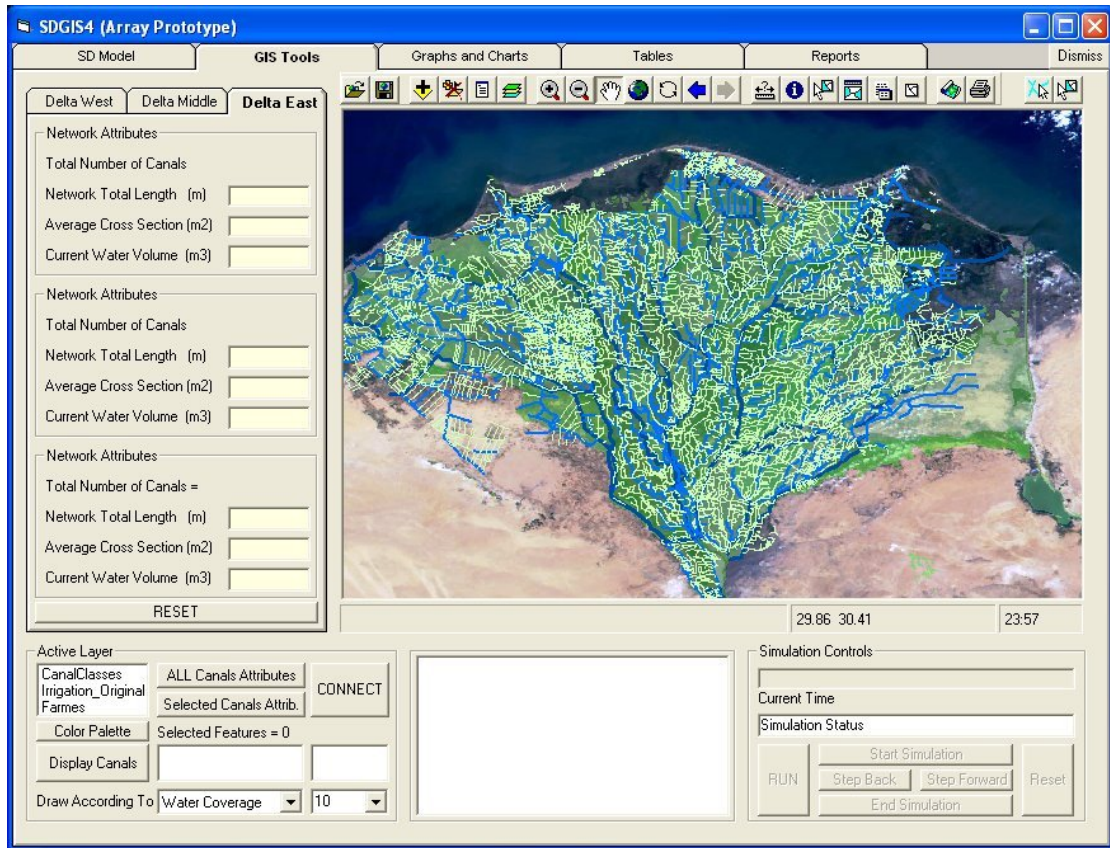 SDGIS4 (Array Prototype)
SD Model
GIS Tools
Graphs and Charts
Tables
Reports
Dismiss
Delta West
Delta Middle
Delta East
Network Attributes
Total Number of Canals
Network Total Length (m)
Average Cross Section (m2)
Current Water Volume (m3)
Network Attributes
Total Number of Canals
Network Total Length (m)
Average Cross Section (m2)
Current Water Volume (m3)
Network Attributes
Total Number of Canals =
Network Total Length (m)
Average Cross Section (m2)
Current Water Volume (m3)
RESET
29.86 30.41
23:57
Active Layer
CanalClasses
Irrigation_Original
Farmes
ALL Canals Attributes
Selected Canals Attrib.
CONNECT
Color Palette
Selected Features = 0
Display Canals
Draw According To
Water Coverage
10
Simulation Controls
Current Time
Simulation Status
RUN
Start Simulation
Step Back
Step Forward
End Simulation
Reset